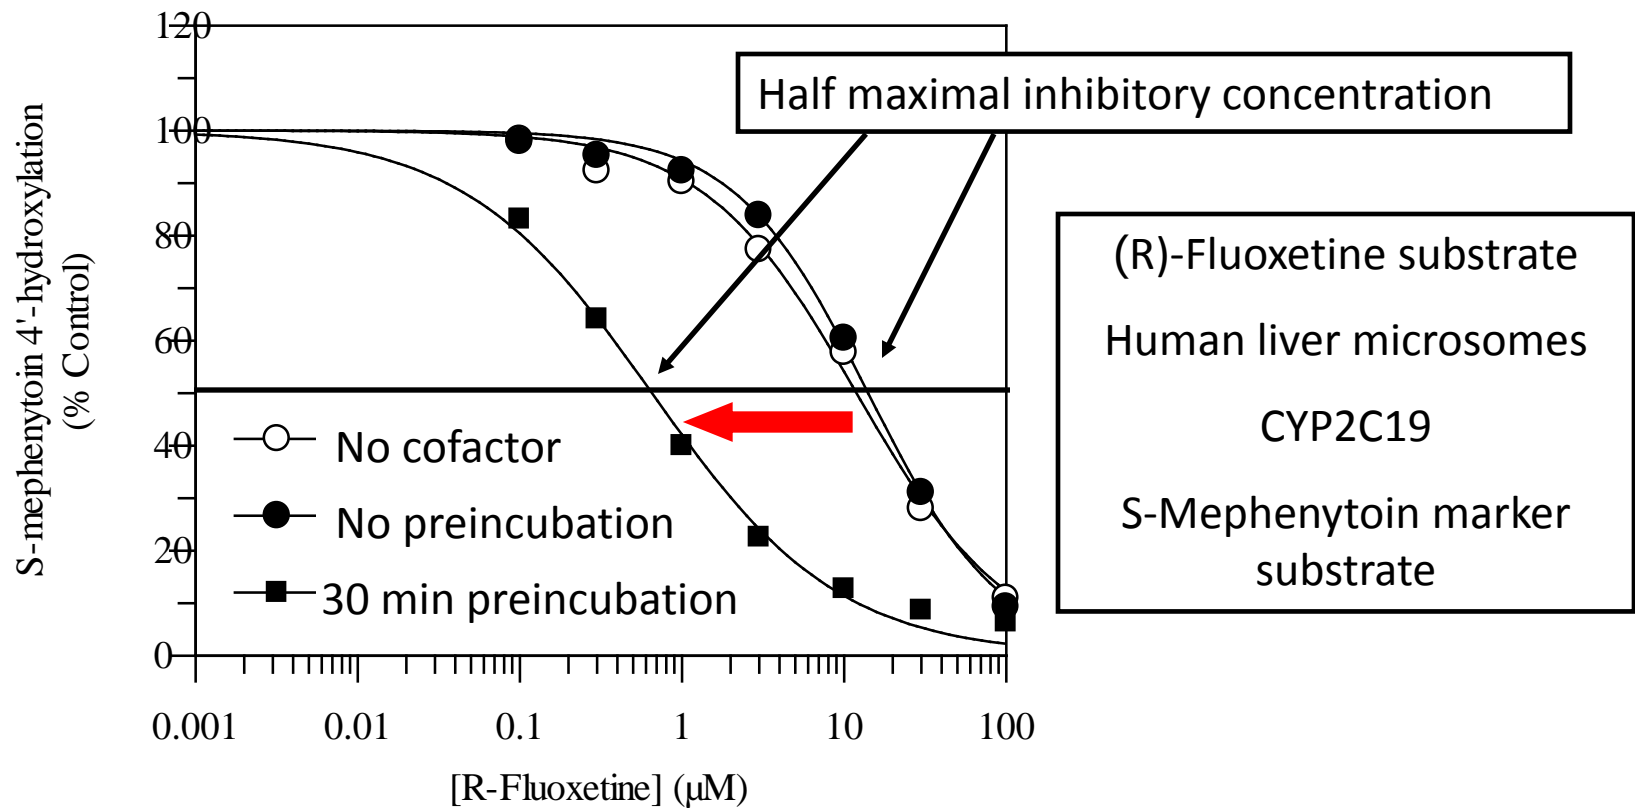 120
100
80
60
40
20
0
S-mephenytoin 4'-hydroxylation
(% Control)
Half maximal inhibitory concentration
No cofactor
No preincubation
30 min preincubation
(R)-Fluoxetine substrate
Human liver microsomes
CYP2C19
S-Mephenytoin marker
substrate
0.001 0.01 0.1 1 10 100
[R-Fluoxetine] (μM)